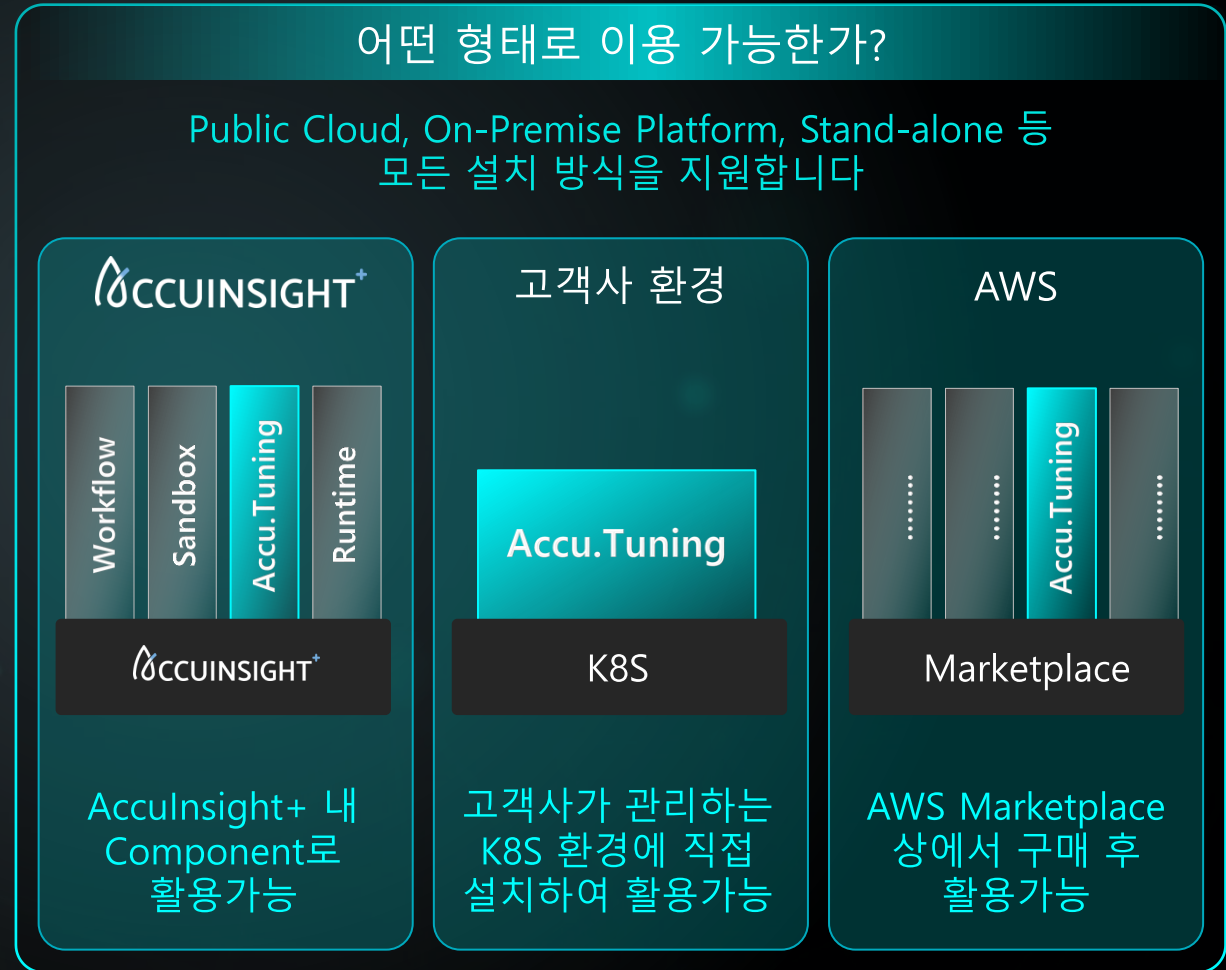 어떤 형태로 이용 가능한가?
Public Cloud, On-Premise Platform, Stand-alone 등
모든 설치 방식을 지원합니다
ACCUINSIGHT+
Workflow
Sandbox
Accu.Tuning
Runtime
ACCUINSIGHT+
AccuInsight+ 내
Component로
활용가능
고객사 환경
Accu.Tuning
K8S
고객사가 관리하는
K8S 환경에 직접
설치하여 활용가능
AWS
........
........
Accu.Tuning
........
Marketplace
AWS Marketplace
상에서 구매 후
활용가능